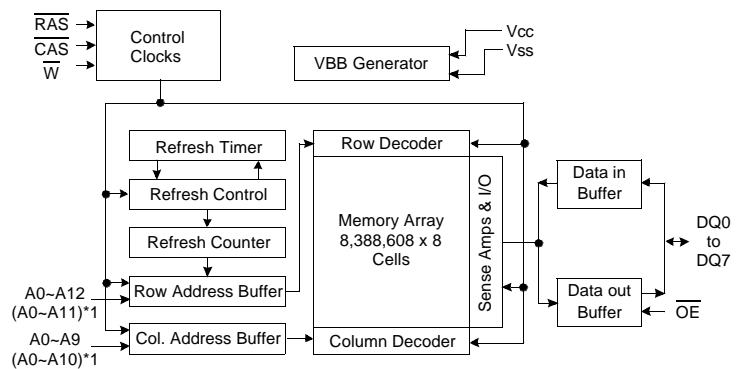 RAS
CAS
W
Control
Clocks
VBB Generator
Vcc
Vss
Refresh Timer
Refresh Control
Refresh Counter
Row Address Buffer
Col. Address Buffer
A0~A12
(A0~A11)*1
A0~A9
(A0~A10)*1
Row Decoder
Memory Array
8,388,608 x 8
Cells
Column Decoder
Sense Amps & I/O
Data in
Buffer
Data out
Buffer
DQ0
to
DQ7
OE